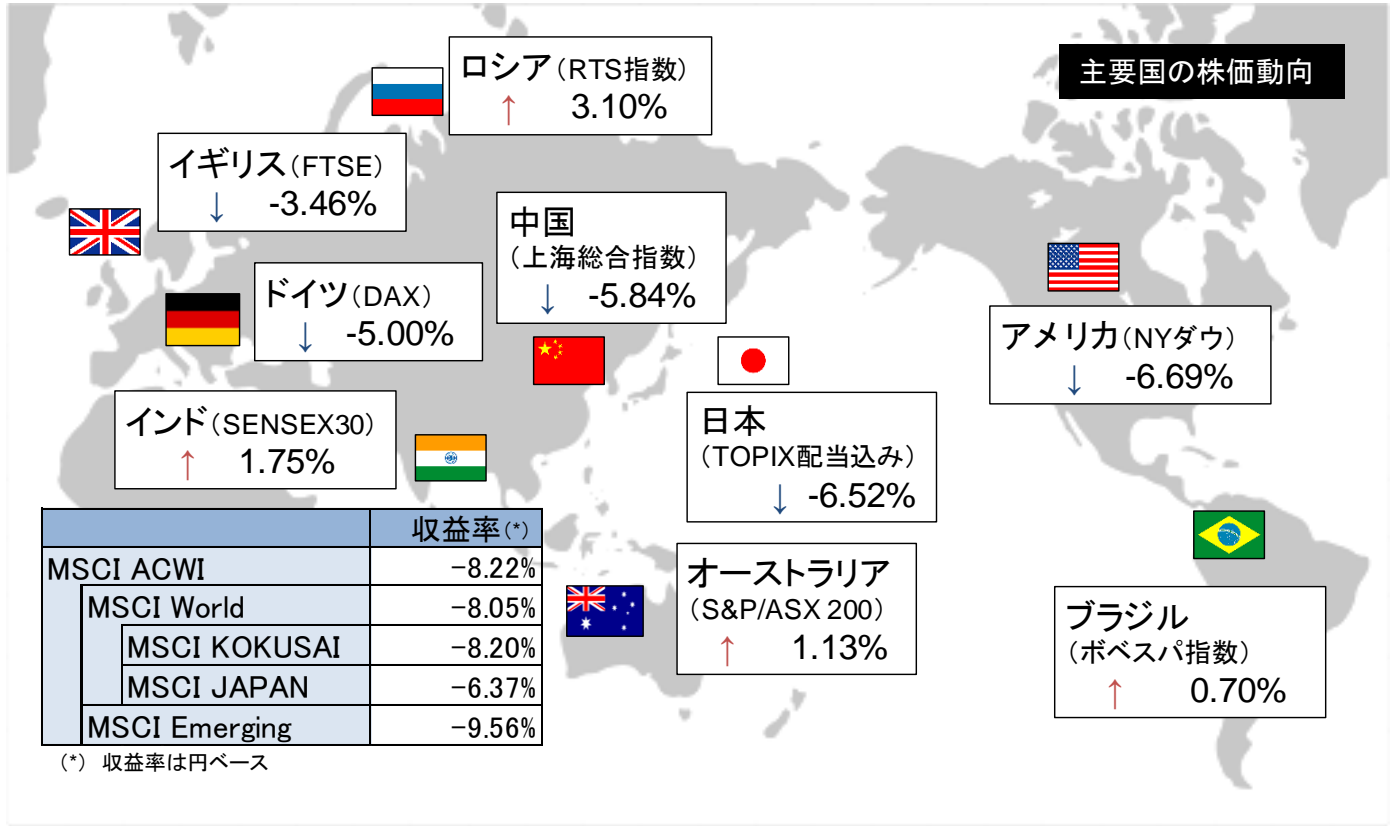 主要国の株価動向
ロシア(RTS指数)
↑ 3.10%
イギリス(FTSE)
↓ -3.46%
中国
(上海総合指数)
↓ -5.84%
ドイツ(DAX)
↓ -5.00%
アメリカ(NYダウ)
↓ -6.69%
インド(SENSEX30)
↑ 1.75%
日本
(TOPIX配当込み)
↓ -6.52%
オーストラリア
(S&P/ASX 200)
↑ 1.13%
ブラジル
(ボベスパ指数)
↑ 0.70%
収益率(*)
MSCI ACWI -8.22%
MSCI World -8.05%
MSCI KOKUSAI -8.20%
MSCI JAPAN -6.37%
MSCI Emerging -9.56%
(*) 収益率は円ベース